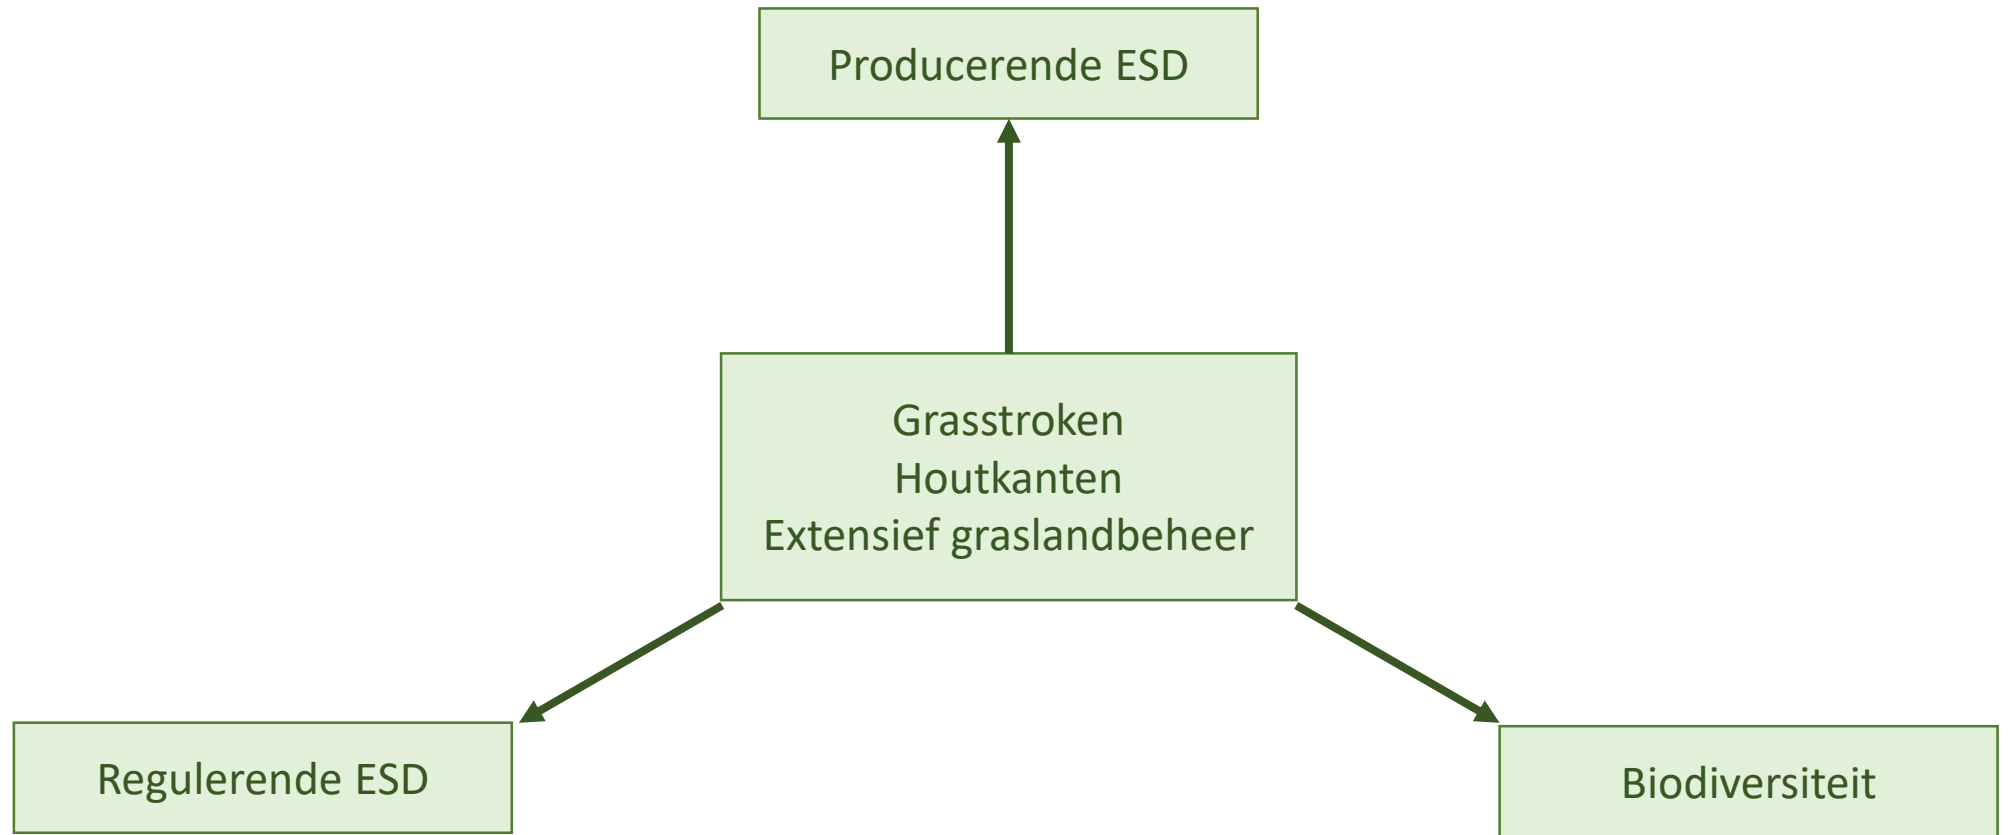 Producerende ESD
Grasstroken
Houtkanten
Extensief graslandbeheer
Regulerende ESD
Biodiversiteit